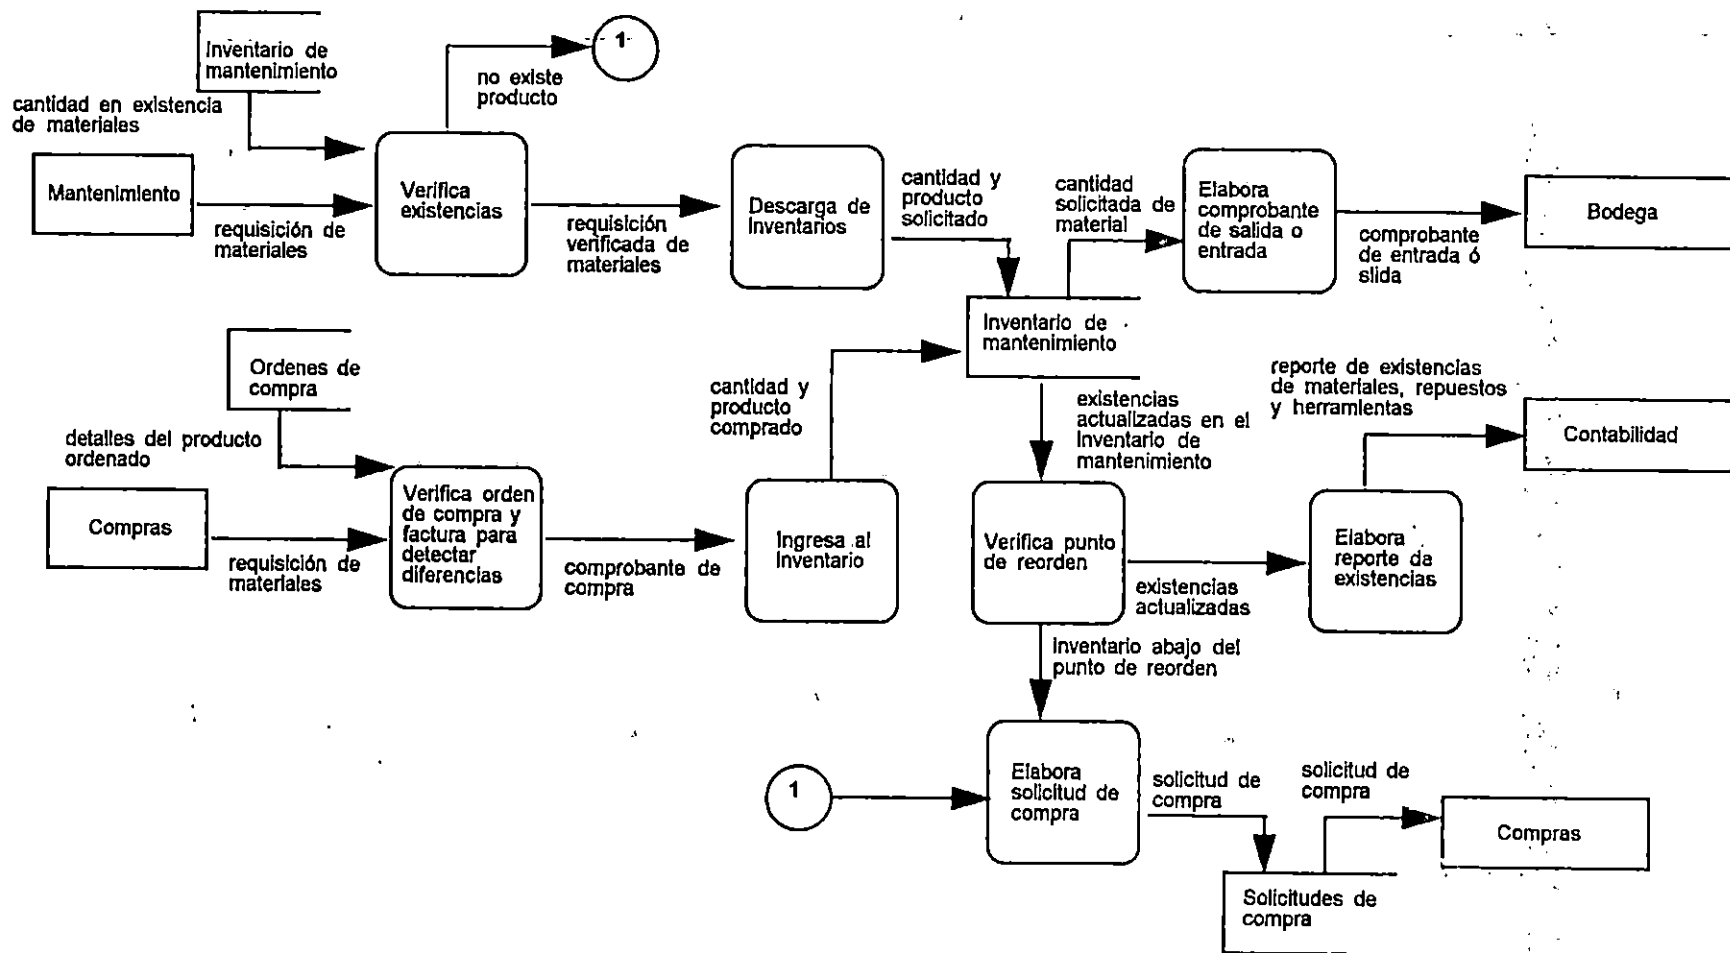 Inventario de
mantenimiento
1
no existe
producto
cantidad en existencia
de materiales
Mantenimiento
requisición de
materiales
Verifica
existencias
requisición
verificada de
materiales
Descarga de
Inventarios
cantidad y
producto
solicitado
cantidad
solicitada de
material
Elabora
comprobante
de salida o
entrada
comprobante
de entrada ó
slida
Bodega
Inventario de
mantenimiento
Ordenes de
compra
detalles del producto
ordenado
Compras
requisición de
materiales
Verifica orden
de compra y
factura para
detectar
diferencias
comprobante de
compra
cantidad y
producto
comprado
Ingresa al
Inventario
existencias
actualizadas en el
Inventario de
mantenimiento
Verifica punto
de reorden
existencias
actualizadas
reporte de existencias
de materiales, repuestos
y herramientas
Contabilidad
Elabora
reporte de
existencias
Inventario abajo del
punto de reorden
1
Elabora
solicitud de
compra
solicitud de
compra
solicitud de
compra
Compras
Solicitudes de
compra